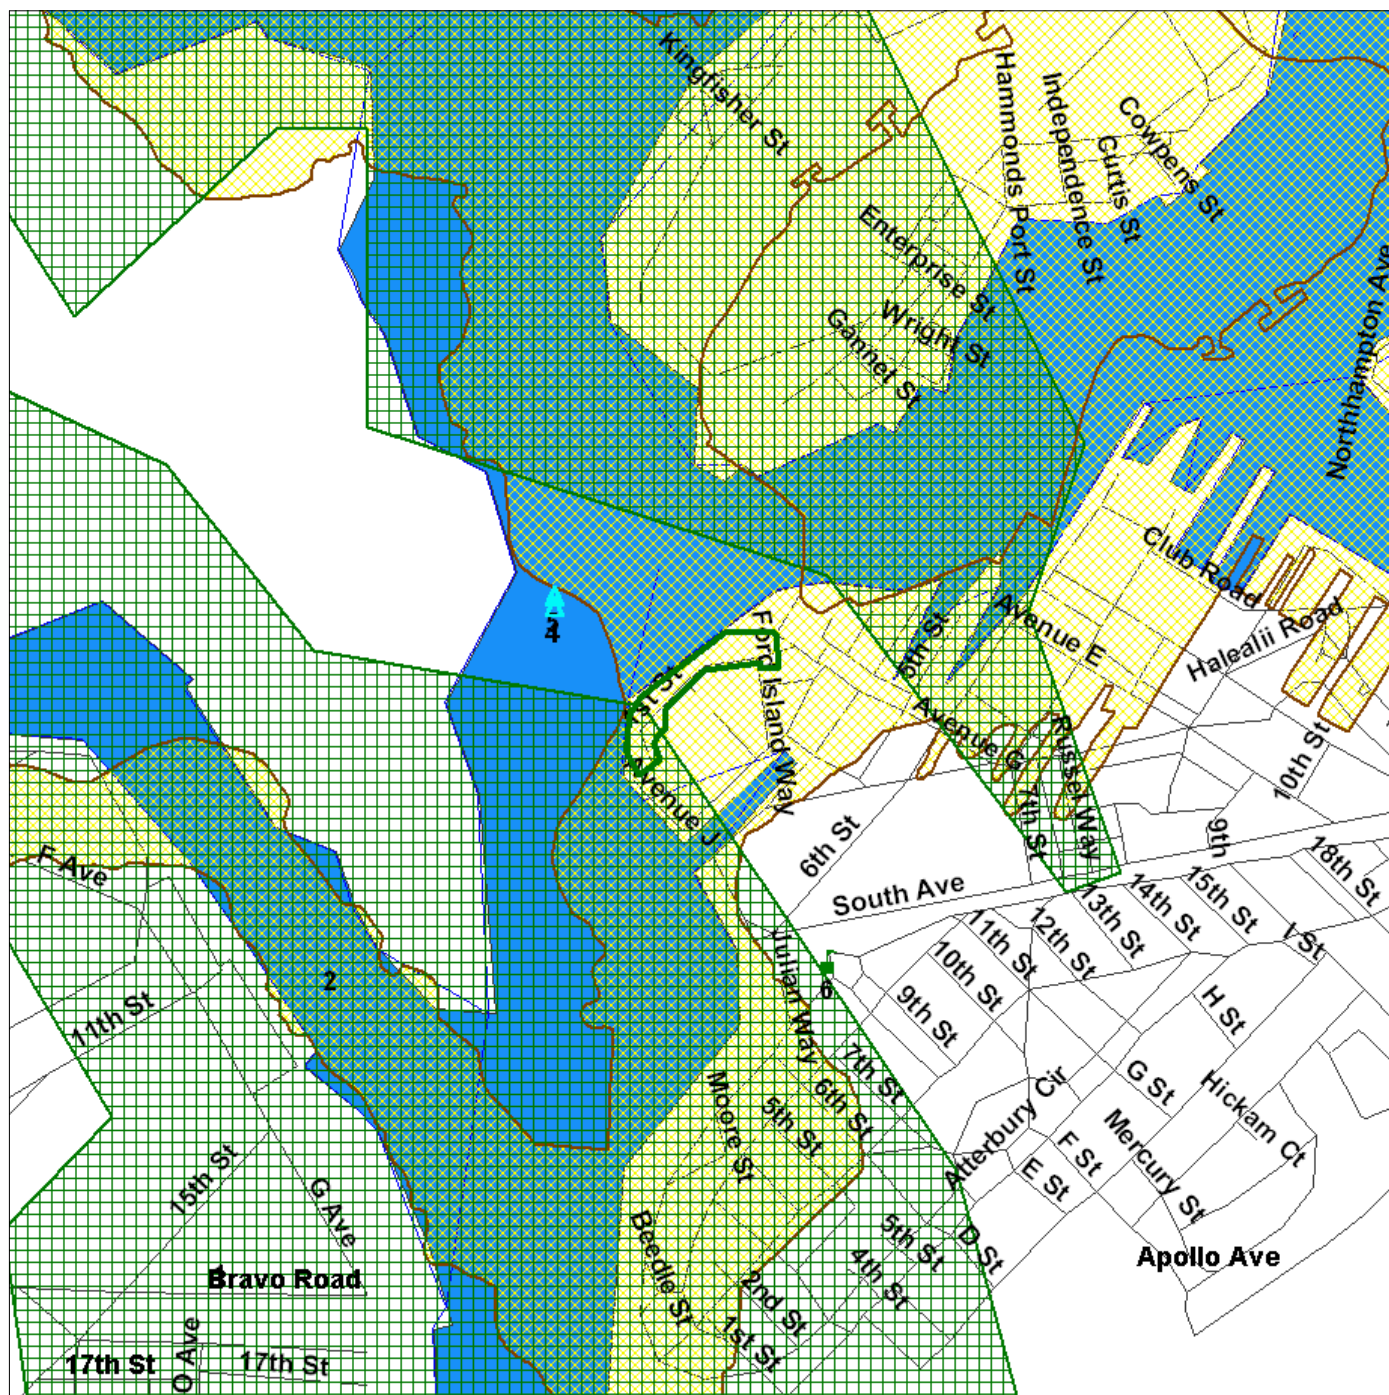 Kingfisher St
Hammonds Port St
Independence St
Curtis St
Cowpens St
Enterprise St
Wright St
Gannet St
Northhampton Ave
Club Road
Halealii Road
Avenue E
5th St
Ford Island Way
4
1st St
Avenue G
Russel Way
7th St
10th St
Avenue J
6th St
9th
18th St
South Ave
F Ave
15th St
14th St
13th St
12th St
11th St
10th St
I St
2
6
Julian Way
9th St
H St
11th St
7th St
6th St
5th St
Moore St
G St
Hickam Ct
Atterbury Cir
Mercury St
F St
E St
15th St
G Ave
Beedle St
5th St
D St
4th St
Apollo Ave
Bravo Road
2nd St
1st St
17th St
O Ave
17th St